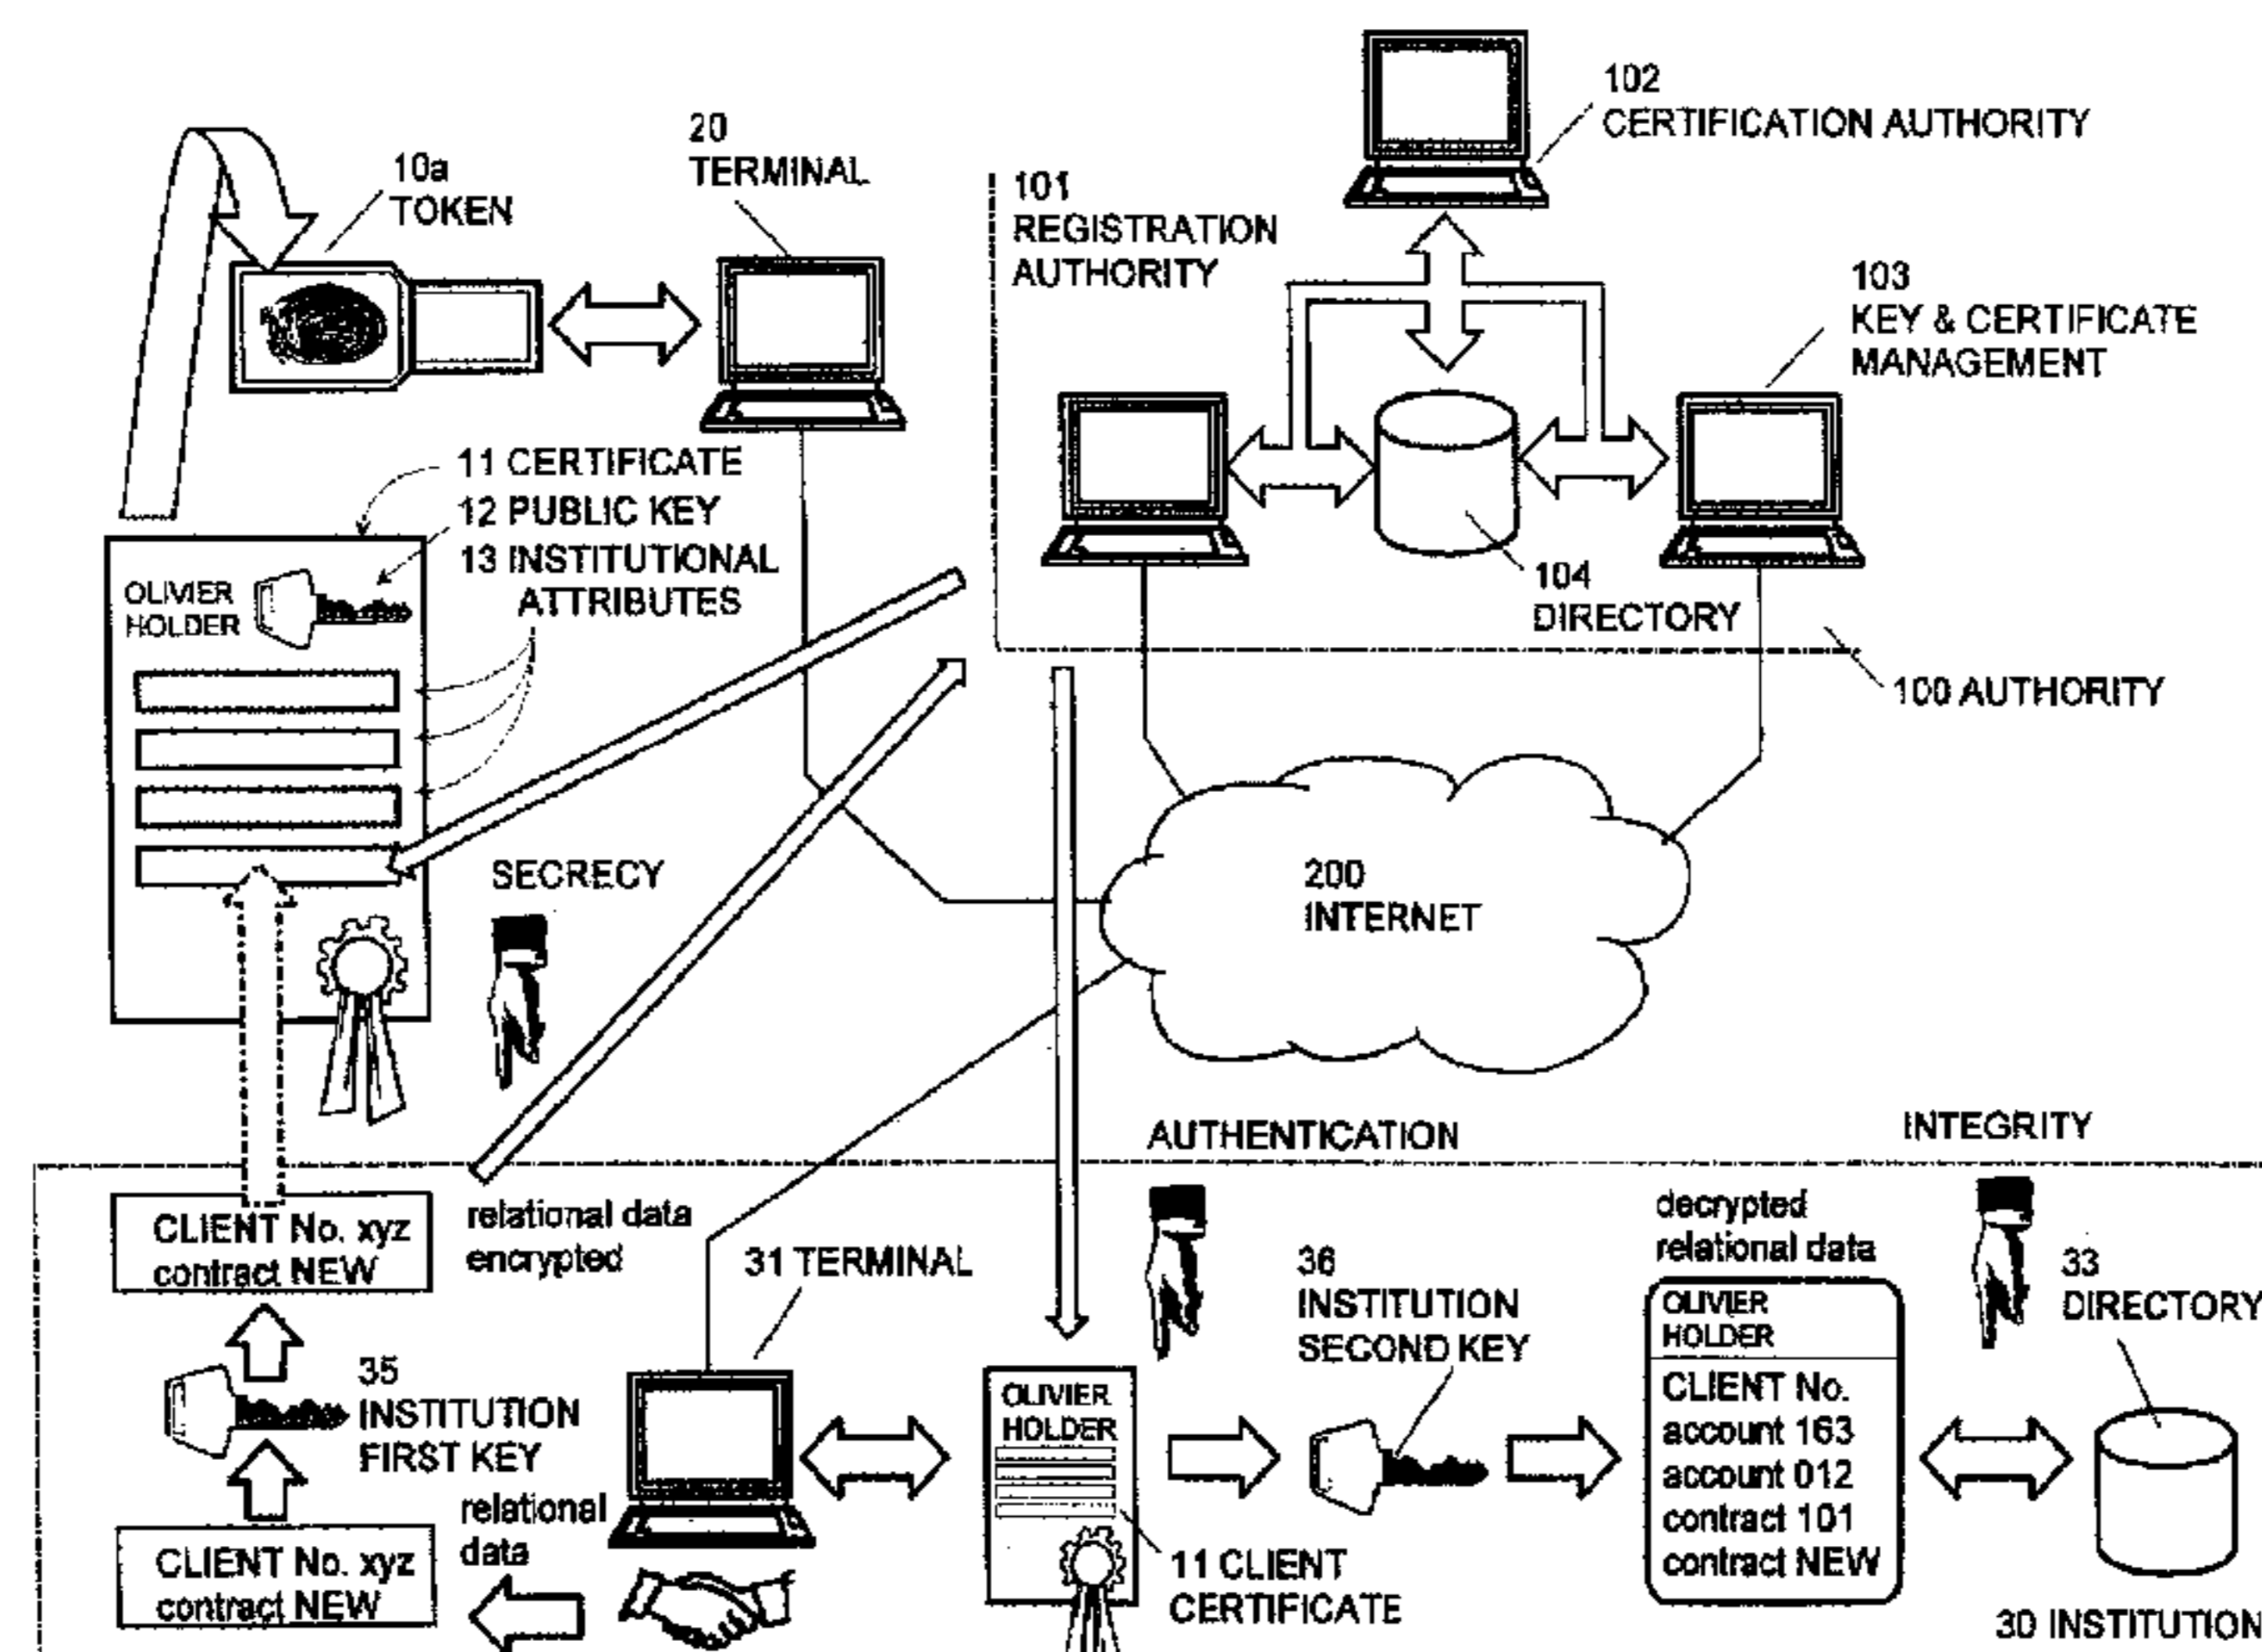 102
CERTIFICATION AUTHORITY
20
TERMINAL
10a
TOKEN
101
REGISTRATION
AUTHORITY
103
KEY & CERTIFICATE
MANAGEMENT
11 CERTIFICATE
12 PUBLIC KEY
13 INSTITUTIONAL
ATTRIBUTES
OLIVIER
HOLDER
104
DIRECTORY
100 AUTHORITY
SECRECY
200
INTERNET
AUTHENTICATION
INTEGRITY
CLIENT No. xyz
contract NEW
relational data
encrypted
31 TERMINAL
36
INSTITUTION
SECOND KEY
decrypted
relational data
33
DIRECTORY
OLIVIER
HOLDER
CLIENT No.
account 163
account 012
contract 101
contract NEW
35
INSTITUTION
FIRST KEY
OLIVIER
HOLDER
relational
data
CLIENT No. xyz
contract NEW
11 CLIENT
CERTIFICATE
30 INSTITUTION